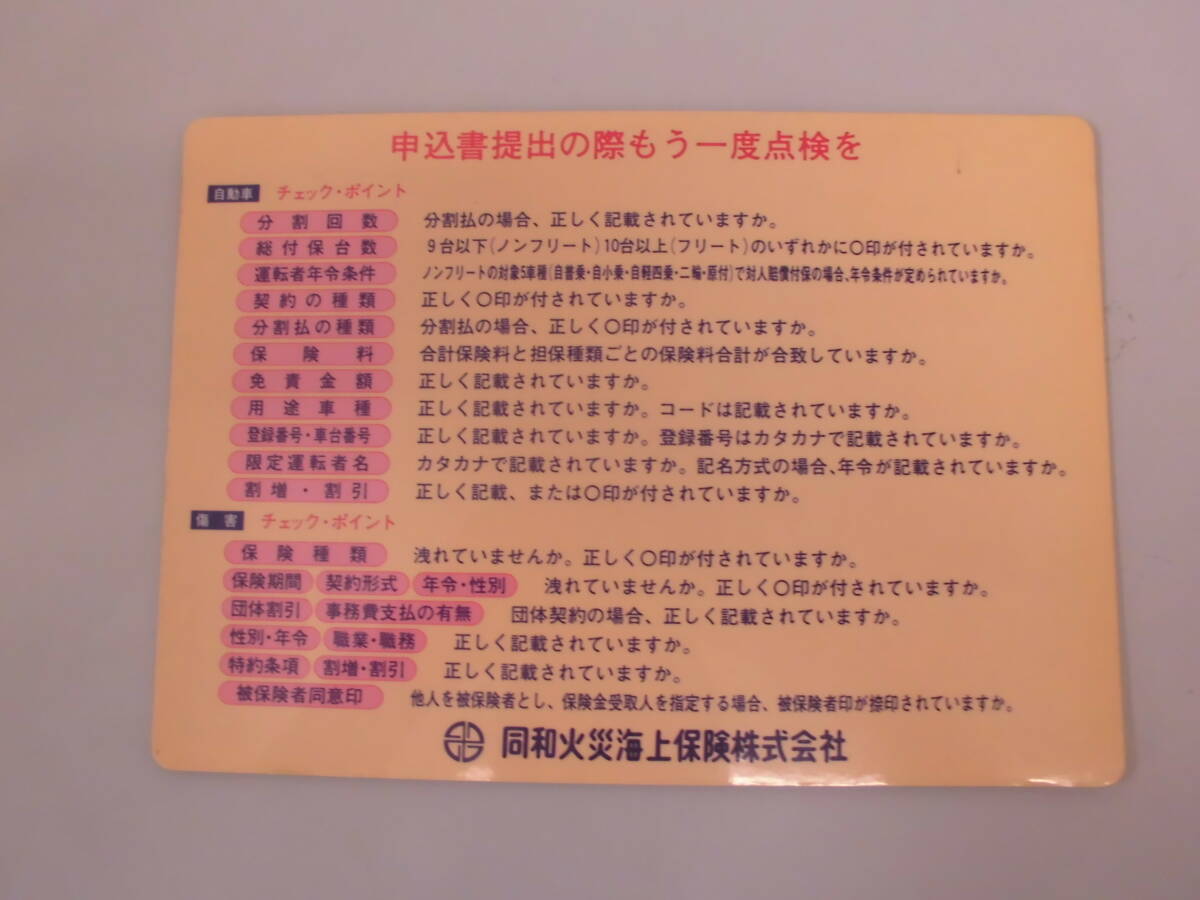 申込書提出の際もう一度点検を
自動車 チェック・ポイント
分割回数 分割払の場合、正しく記載されていますか。
総付保台数 9台以下(ノンフリート)10台以上(フリート)のいずれかに〇印が付されていますか。
運転者年令条件 ノンフリートの対象5車種(自普乗・自小乗・自軽四乗・二輪・原付)で対人賠償付保の場合、年令条件が定められていますか。
契約の種類 正しく〇印が付されていますか。
分割払の種類 分割払の場合、正しく〇印が付されていますか。
保険料 合計保険料と担保種類ごとの保険料合計が合致していますか。
免責金額 正しく記載されていますか。
用途車種 正しく記載されていますか。コードは記載されていますか。
登録番号・車台番号 正しく記載されていますか。登録番号はカタカナで記載されていますか。
限定運転者名 カタカナで記載されていますか。記名方式の場合、年令が記載されていますか。
割増・割引 正しく記載、または〇印が付されていますか。
傷害 チェック・ポイント
保険種類 洩れていませんか。正しく〇印が付されていますか。
保険期間 契約形式 年令・性別 洩れていませんか。正しく〇印が付されていますか。
団体割引 事務費支払の有無 団体契約の場合、正しく記載されていますか。
性別・年令 職業・職務 正しく記載されていますか。
特約条項 割増・割引 正しく記載されていますか。
被保険者同意印 他人を被保険者とし、保険金受取人を指定する場合、被保険者印が捺印されていますか。
同和火災海上保険株式会社